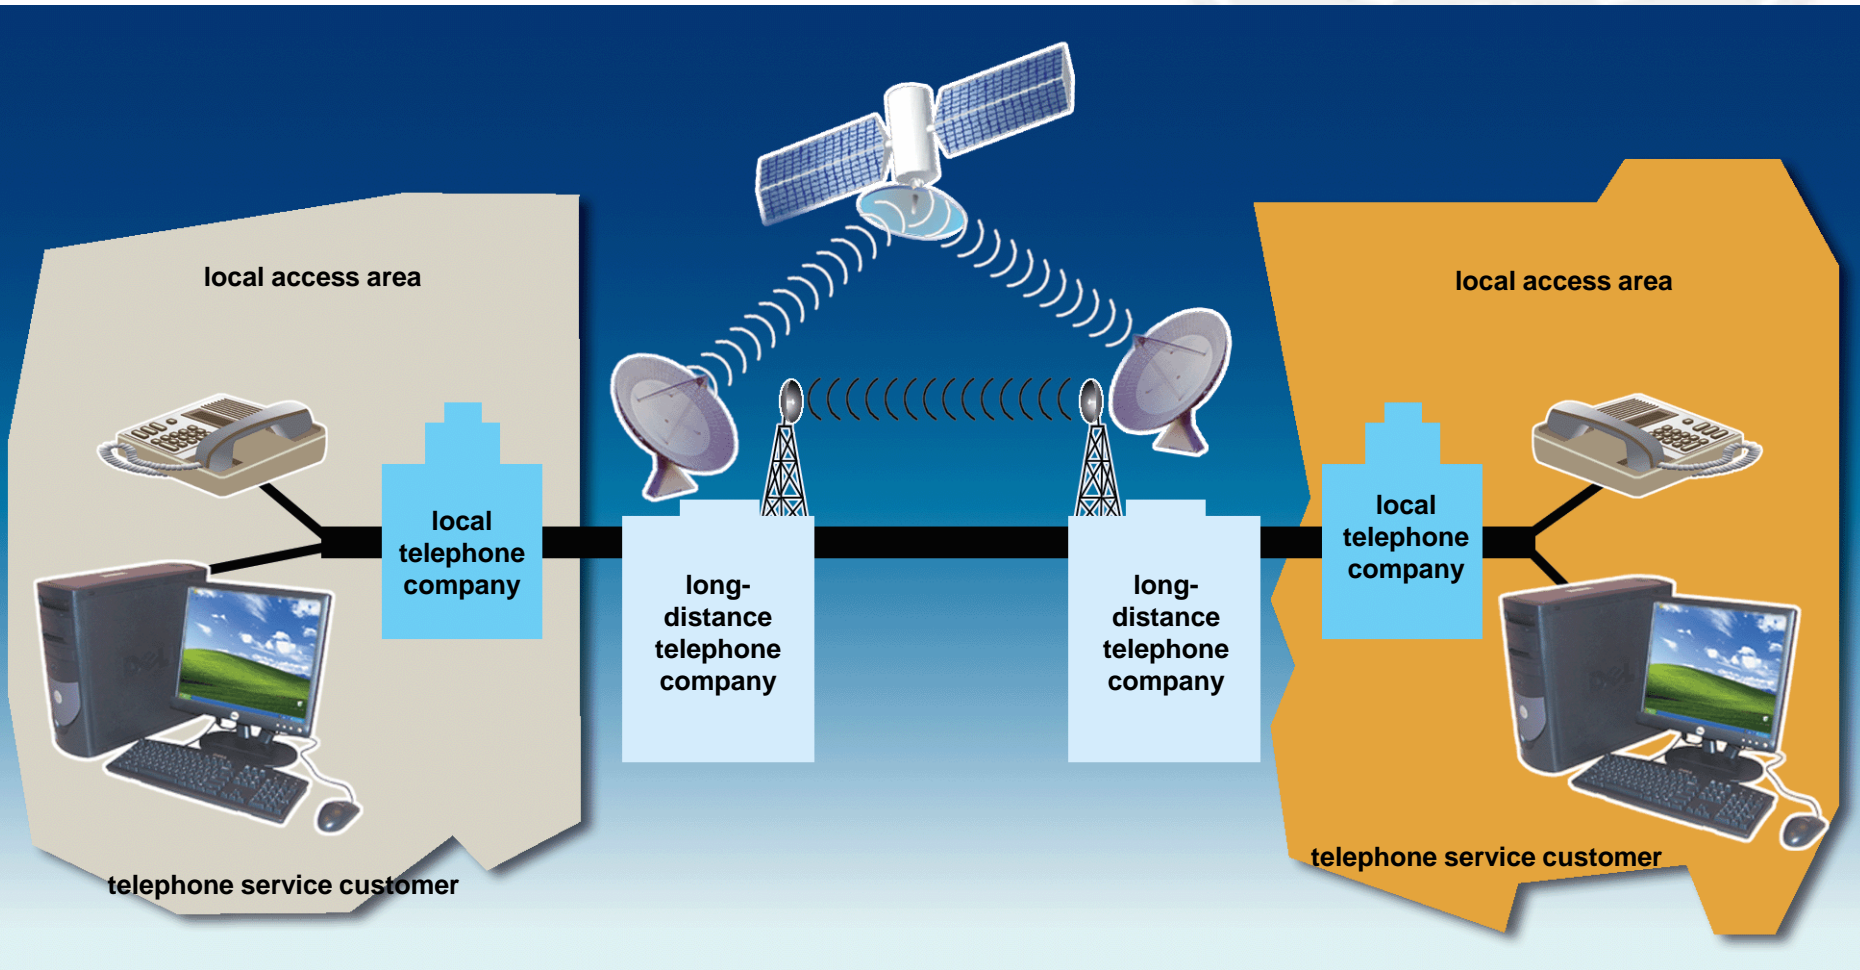 local access area
local access area
local
telephone
company
long-
distance
telephone
company
long-
distance
telephone
company
local
telephone
company
telephone service customer
telephone service customer